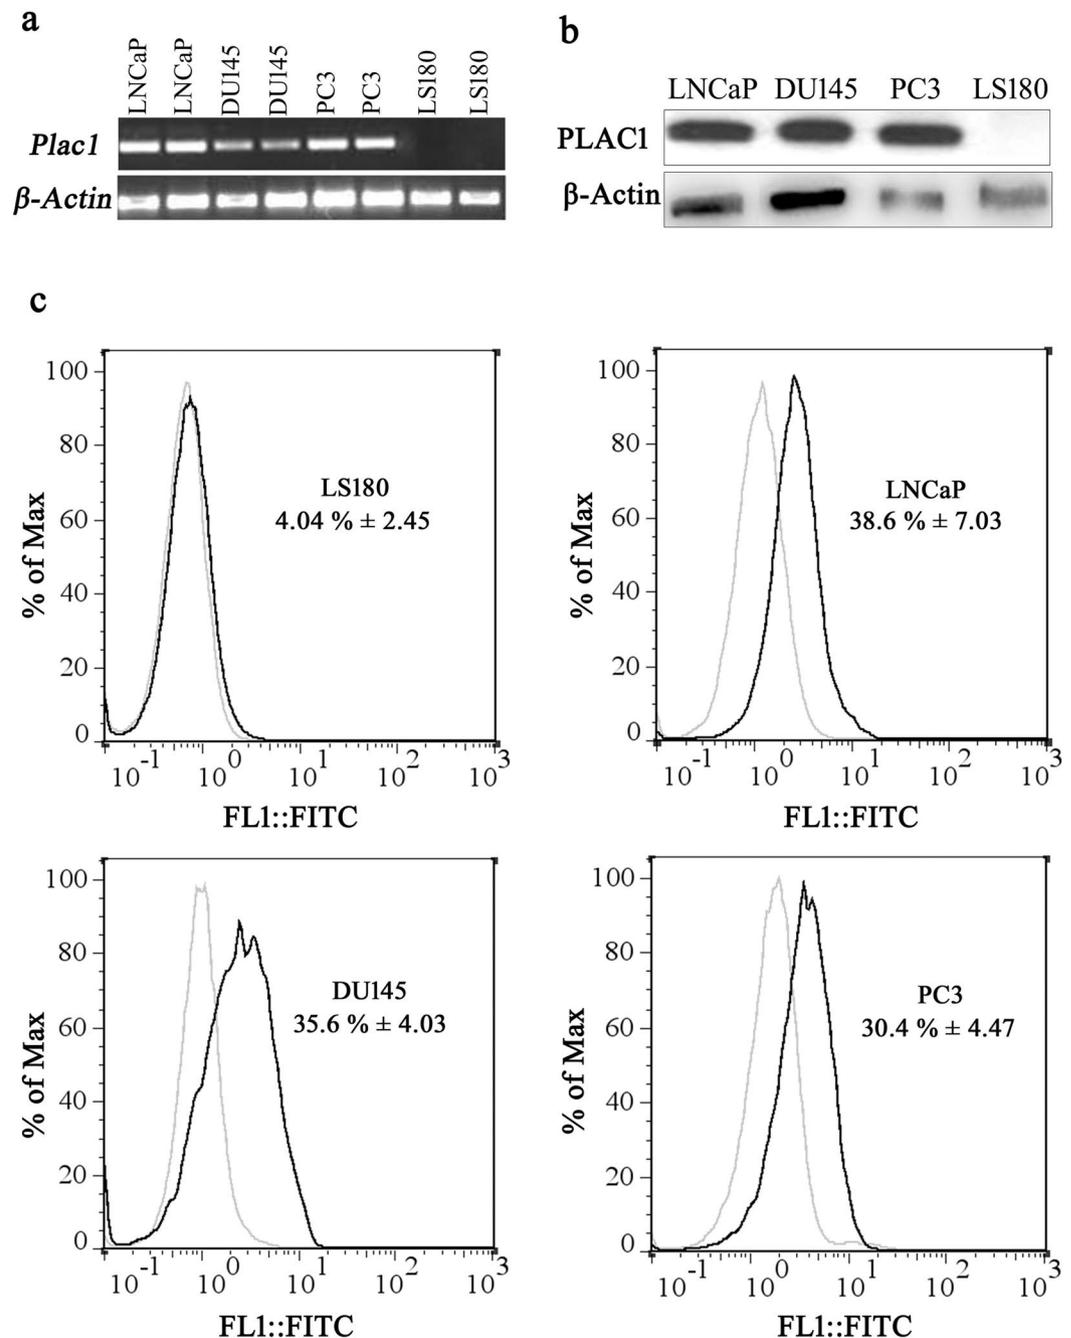 a
LNCaP
LNCaP
DU145
DU145
PC3
PC3
LS180
LS180
Plac1
β-Actin
b
LNCaP DU145 PC3 LS180
PLAC1
β-Actin
c
100
80
60
40
20
0
% of Max
LS180
4.04 % ± 2.45
10-1 100 101 102 103
FL1::FITC
100
80
60
40
20
0
% of Max
LNCaP
38.6 % ± 7.03
10-1 100 101 102 103
FL1::FITC
100
80
60
40
20
0
% of Max
DU145
35.6 % ± 4.03
10-1 100 101 102 103
FL1::FITC
100
80
60
40
20
0
% of Max
PC3
30.4 % ± 4.47
10-1 100 101 102 103
FL1::FITC